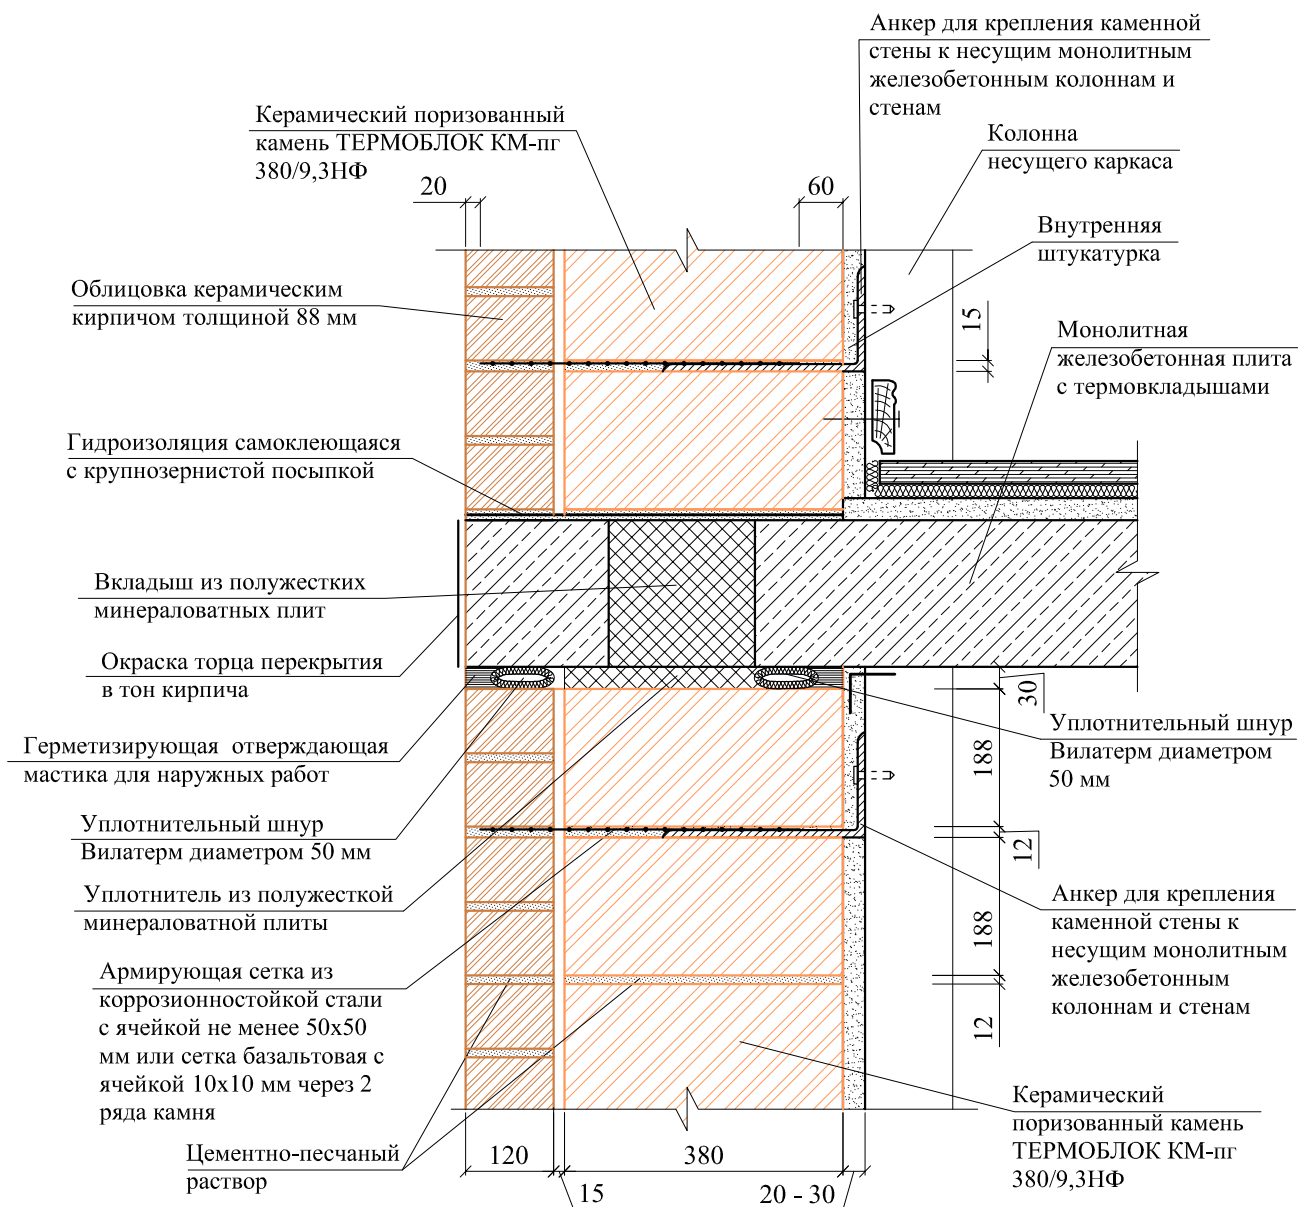 Анкер для крепления каменной
стены к несущим монолитным
железобетонным колоннам и
стенам
Керамический поризованный
камень ТЕРМОБЛОК КМ-пг
380/9,3НФ
Колонна
несущего каркаса
20
60
Внутренняя
штукатурка
Облицовка керамическим
кирпичом толщиной 88 мм
15
Монолитная
железобетонная плита
с термовкладышами
Гидроизоляция самоклеющаяся
с крупнозернистой посыпкой
Вкладыш из полужестких
минераловатных плит
Окраска торца перекрытия
в тон кирпича
30
Уплотнительный шнур
Вилатерм диаметром
50 мм
Герметизирующая отверждающая
мастика для наружных работ
188
Уплотнительный шнур
Вилатерм диаметром 50 мм
12
Уплотнитель из полужесткой
минераловатной плиты
Анкер для крепления
каменной стены к
несущим монолитным
железобетонным
колоннам и стенам
188
Армирующая сетка из
коррозионностойкой стали
с ячейкой не менее 50х50
мм или сетка базальтовая с
ячейкой 10х10 мм через 2
ряда камня
12
Керамический
поризованный камень
ТЕРМОБЛОК КМ-пг
380/9,3НФ
Цементно-песчаный
раствор
120
380
15
20 - 30